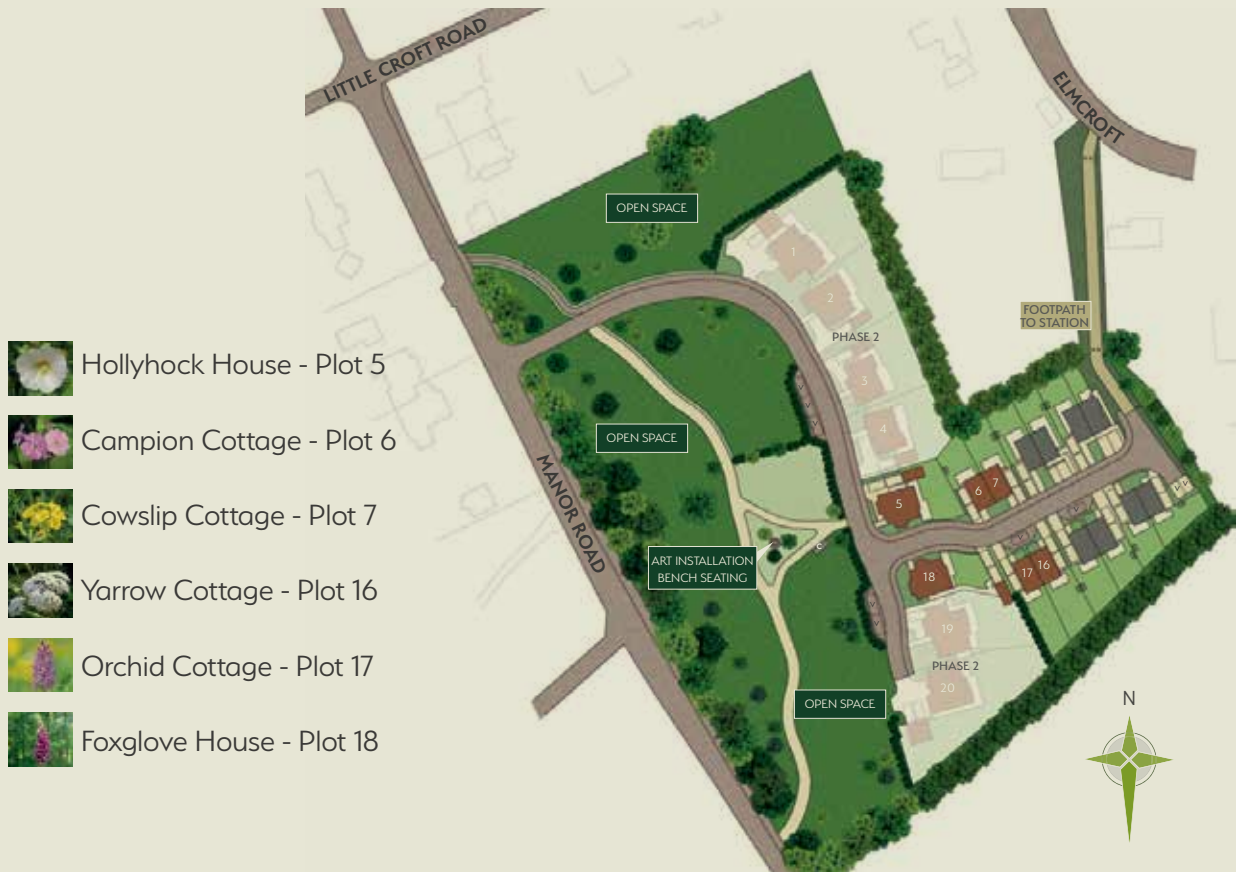 LITTLE CROFT ROAD
ELMCROFT
OPEN SPACE
1
2
FOOTPATH
TO STATION
PHASE 2
Hollyhock House - Plot 5
3
Campion Cottage - Plot 6
OPEN SPACE
4
MANOR ROAD
6 7
5
Cowslip Cottage - Plot 7
V
V
C
ART INSTALLATION
BENCH SEATING
17 16
18
Yarrow Cottage - Plot 16
19
Orchid Cottage - Plot 17
PHASE 2
20
OPEN SPACE
N
Foxglove House - Plot 18